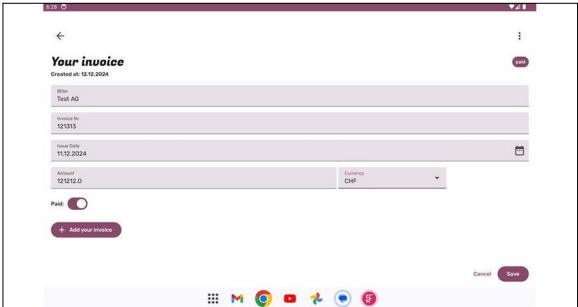 6:28
Your invoice
paid
Created at: 12.12.2024
Biller
Test AG
Invoice Nr.
121313
Issue Date
11.12.2024
Amount
121212.0
Currency
CHF
Paid:
+ Add your invoice
Cancel
Save